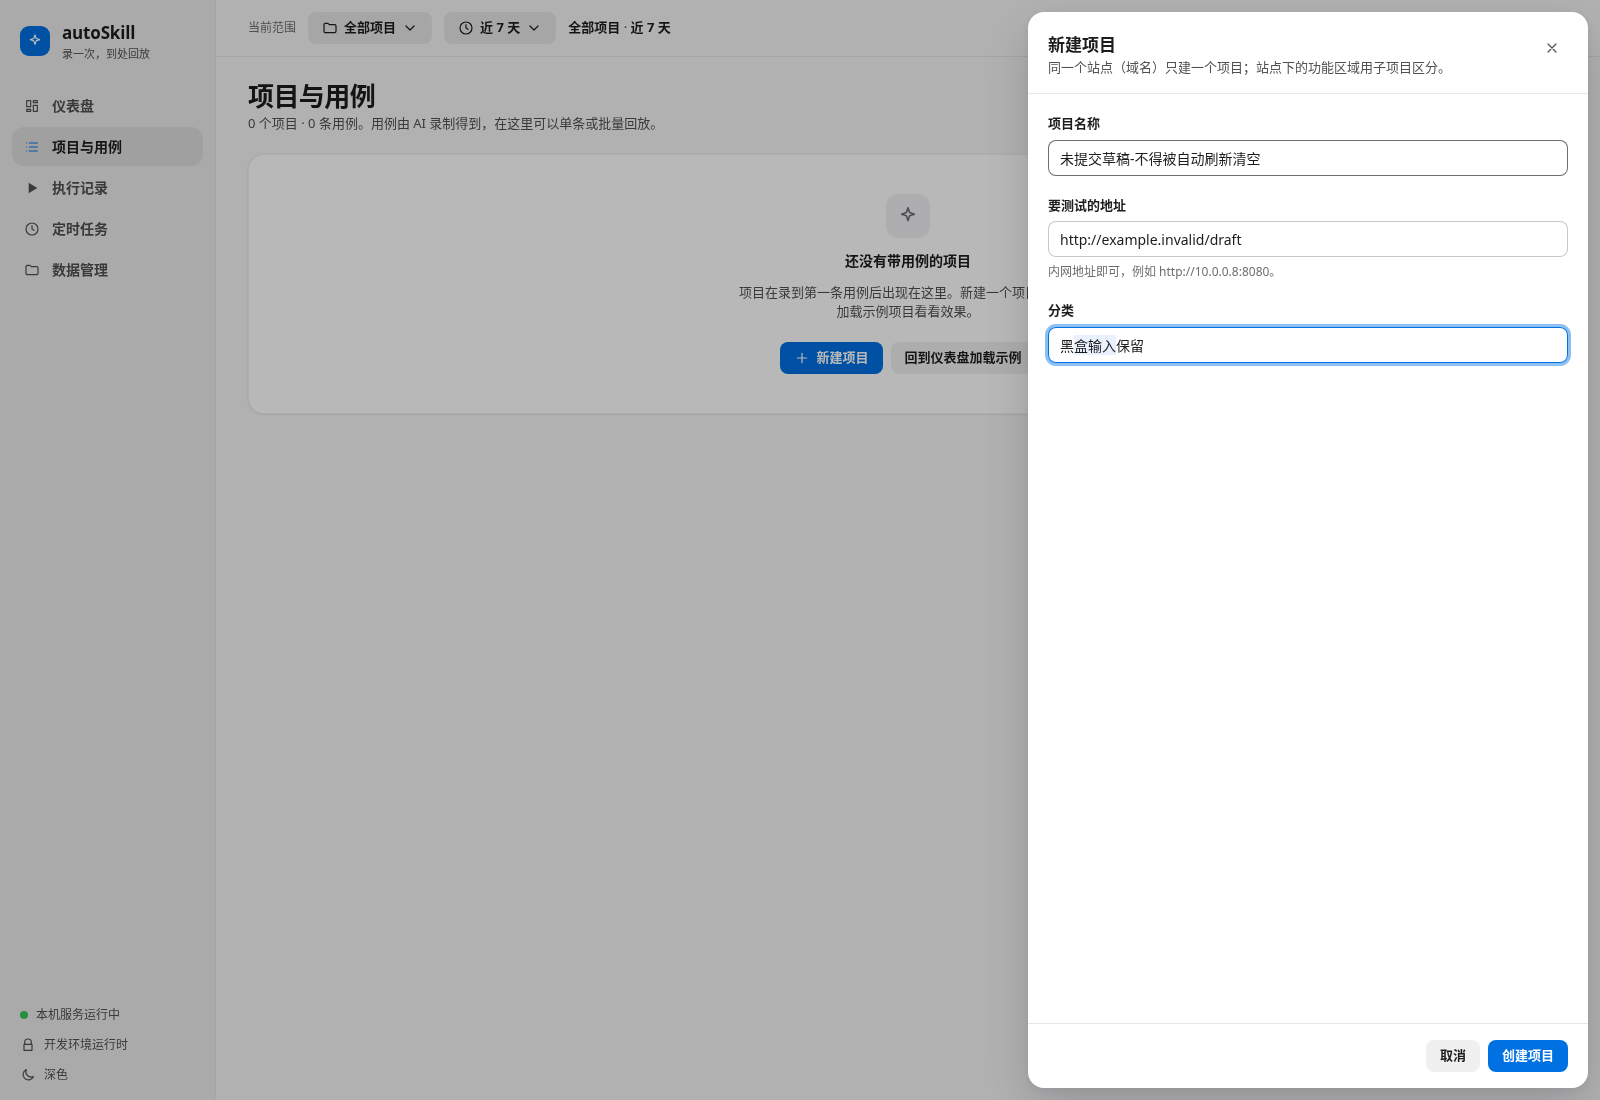 autoSkill
录一次，到处回放
仪表盘
项目与用例
执行记录
定时任务
数据管理
本机服务运行中
开发环境运行时
深色
当前范围
全部项目
近 7 天
全部项目 · 近 7 天
项目与用例
0 个项目 · 0 条用例。用例由 AI 录制得到，在这里可以单条或批量回放。
还没有带用例的项目
项目在录到第一条用例后出现在这里。新建一个项
加载示例项目看看效果。
新建项目
回到仪表盘加载示例
新建项目
同一个站点（域名）只建一个项目；站点下的功能区域用子项目区分。
项目名称
未提交草稿-不得被自动刷新清空
要测试的地址
http://example.invalid/draft
内网地址即可，例如 http://10.0.0.8:8080。
分类
黑盒输入保留
取消
创建项目